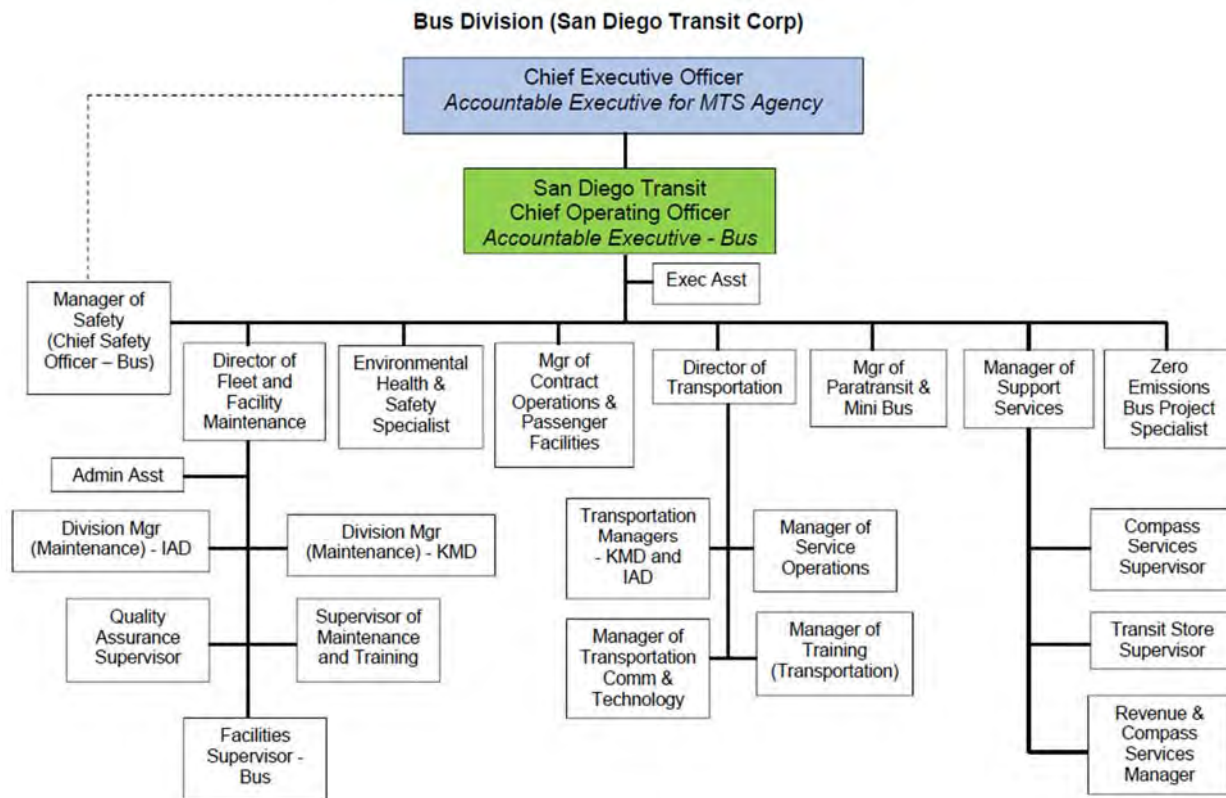 Bus Division (San Diego Transit Corp)
Chief Executive Officer
Accountable Executive for MTS Agency
San Diego Transit
Chief Operating Officer
Accountable Executive - Bus
Exec Asst
Manager of
Safety
(Chief Safety
Officer – Bus)
Director of
Fleet and
Facility
Maintenance
Environmental
Health &
Safety
Specialist
Mgr of
Contract
Operations &
Passenger
Facilities
Director of
Transportation
Mgr of
Paratransit &
Mini Bus
Manager of
Support
Services
Zero
Emissions
Bus Project
Specialist
Admin Asst
Division Mgr
(Maintenance) - IAD
Division Mgr
(Maintenance) - KMD
Quality
Assurance
Supervisor
Supervisor of
Maintenance
and Training
Facilities
Supervisor -
Bus
Transportation
Managers
- KMD and
IAD
Manager of
Service
Operations
Manager of
Transportation
Comm &
Technology
Manager of
Training
(Transportation)
Compass
Services
Supervisor
Transit Store
Supervisor
Revenue &
Compass
Services
Manager